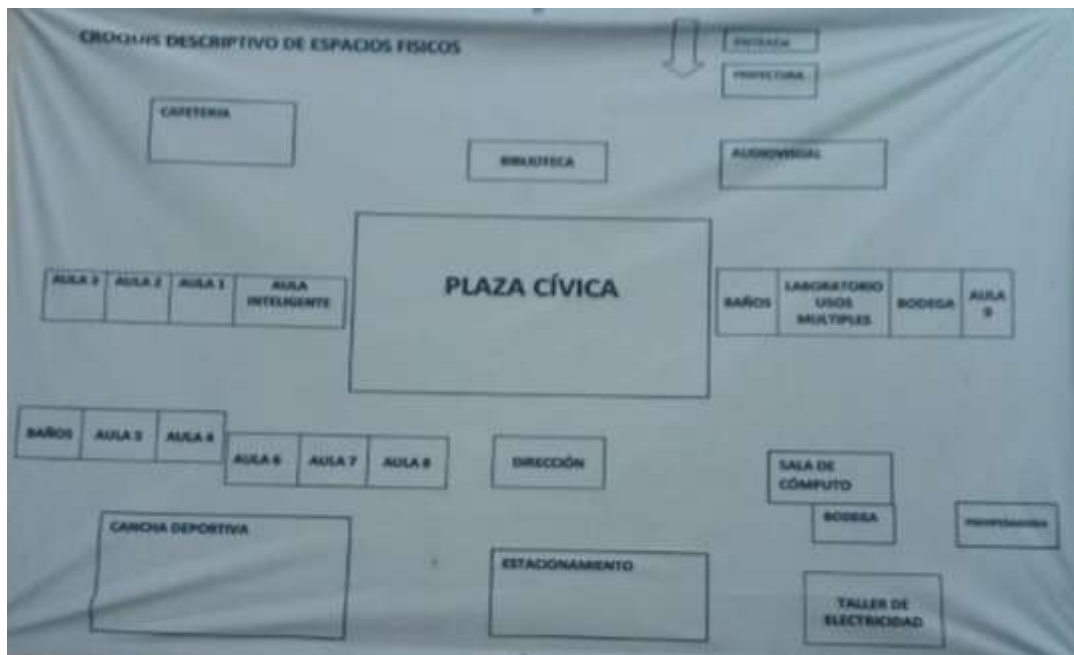 CROQUIS DESCRIPTIVO DE ESPACIOS FISICOS
ENTRADA
PREFECTURA
CAFETERIA
BIBLIOTECA
AUDIOVISUAL
PLAZA CÍVICA
AULA 3
AULA 2
AULA 1
AULA
INTELIGENTE
BAÑOS
LABORATORIO
USOS
MULTIPLES
BODEGA
AULA
9
BAÑOS
AULA 5
AULA 4
AULA 6
AULA 7
AULA 8
DIRECCIÓN
SALA DE
CÓMPUTO
BODEGA
CANCHA DEPORTIVA
ESTACIONAMIENTO
TALLER DE
ELECTRICIDAD